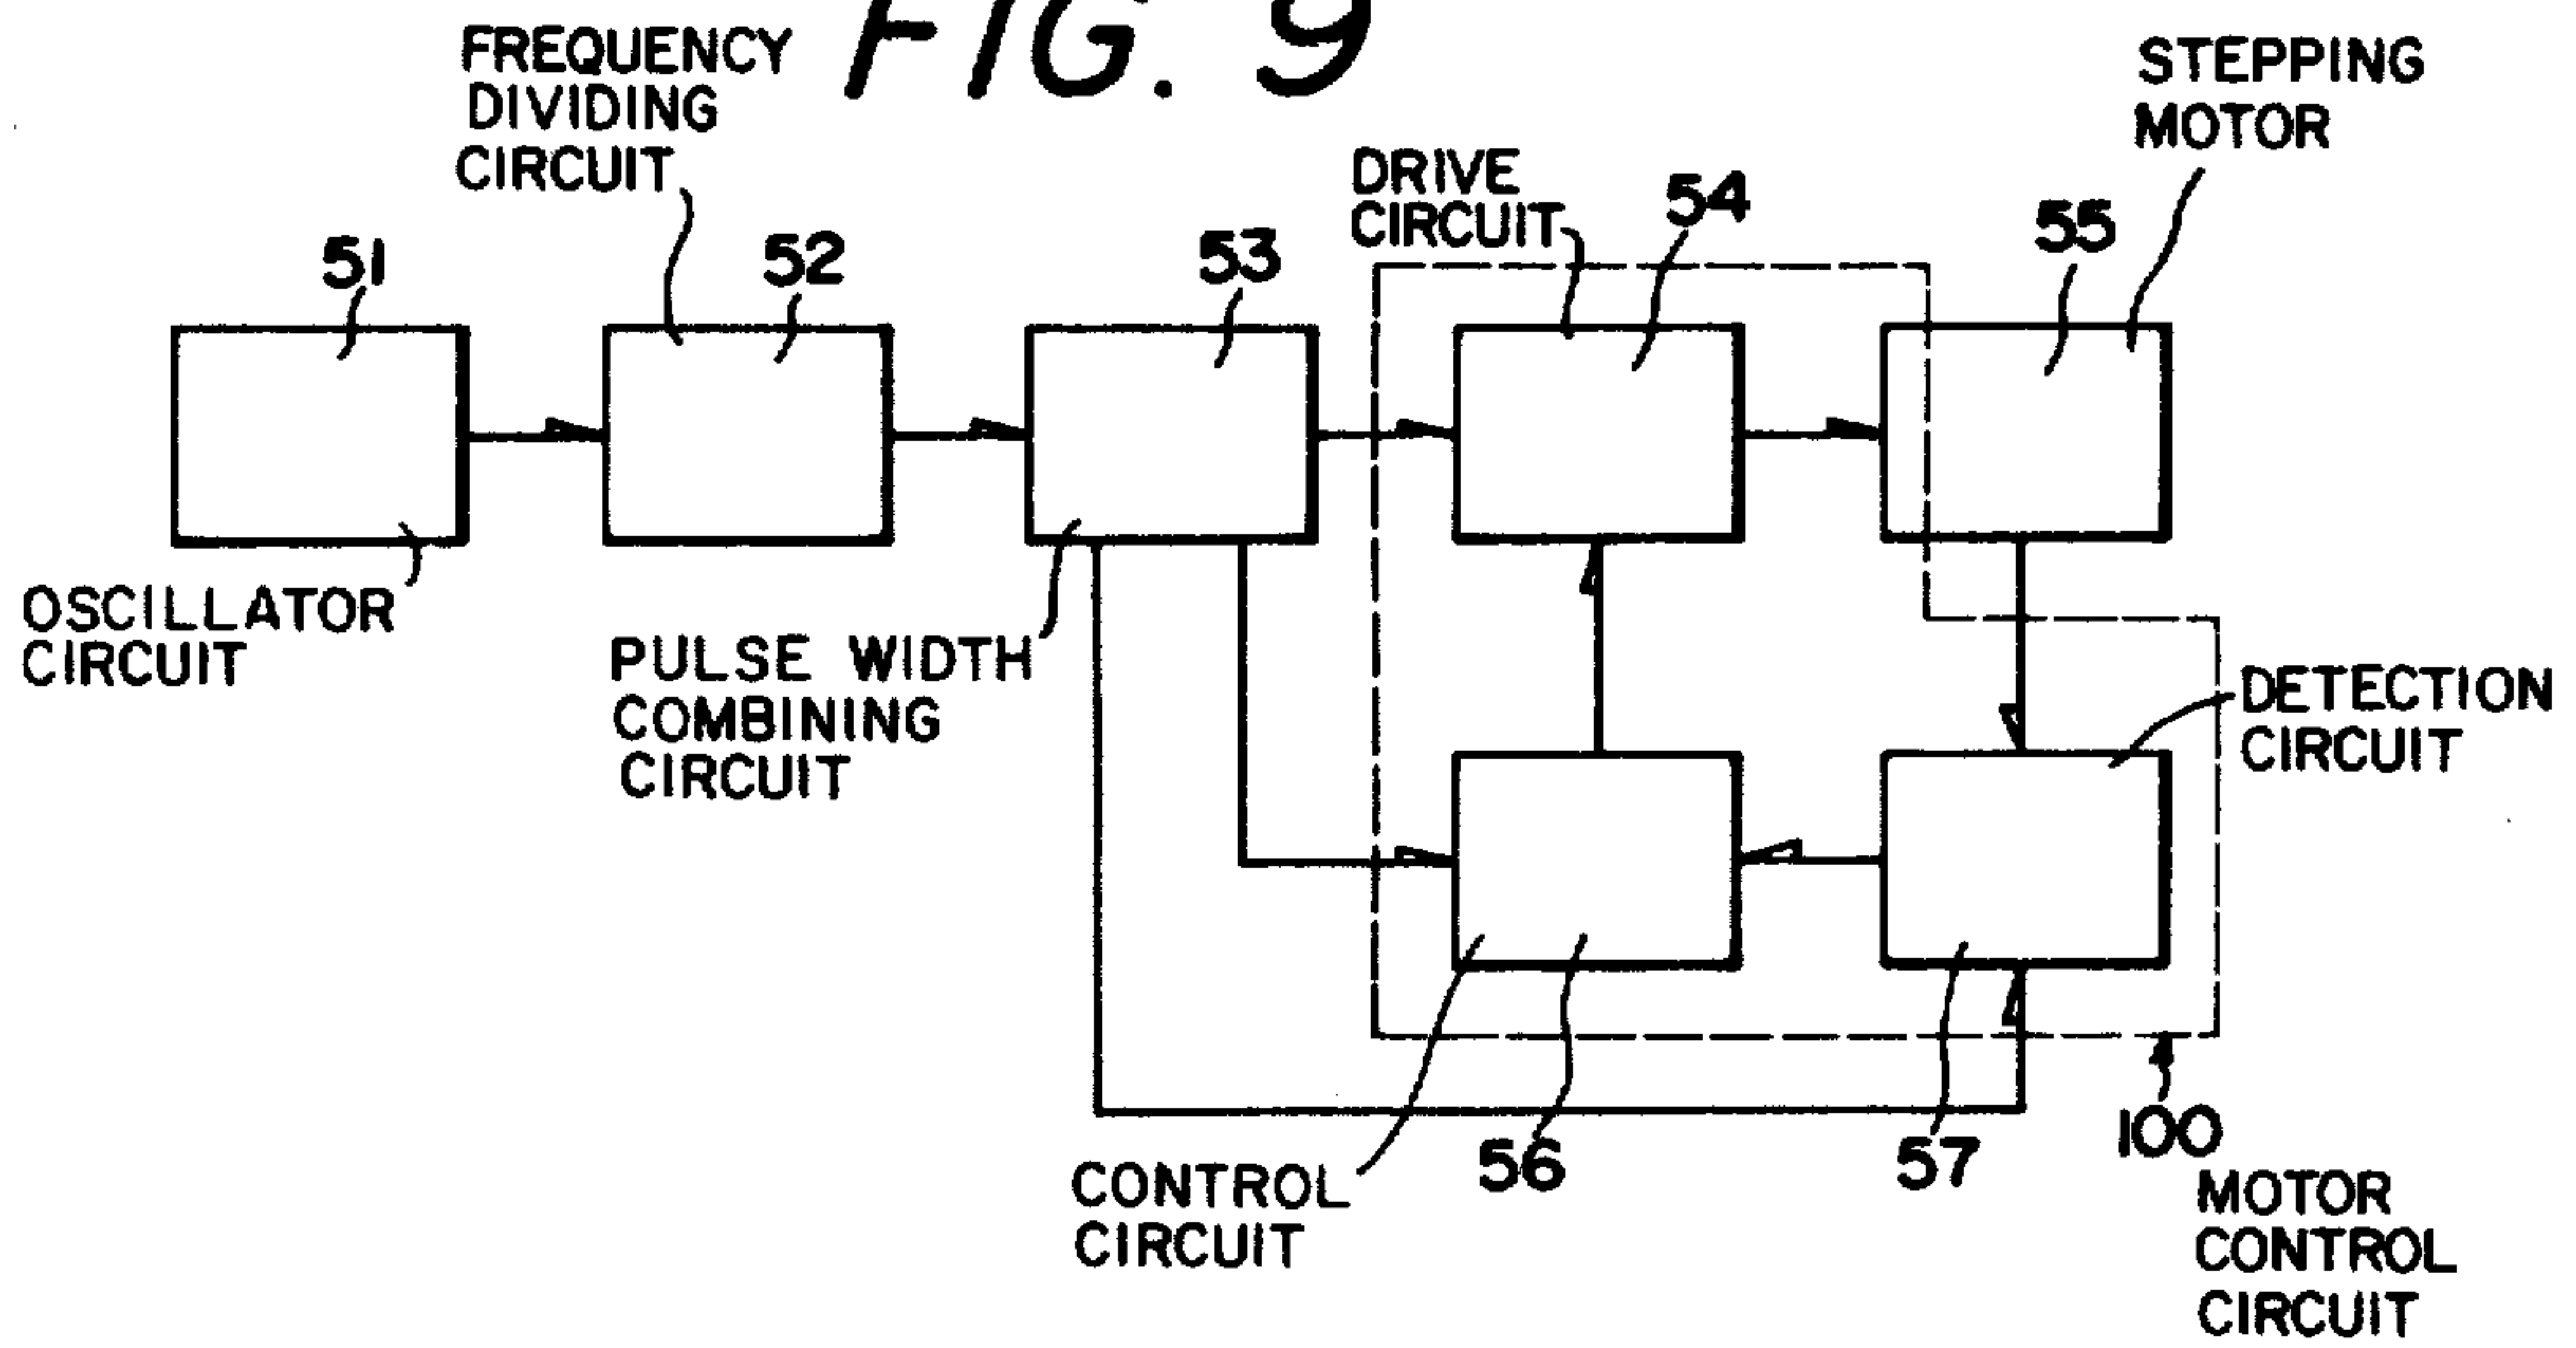 FIG. 9
FREQUENCY
DIVIDING
CIRCUIT
STEPPING
MOTOR
DRIVE
CIRCUIT
51
52
53
54
55
OSCILLATOR
CIRCUIT
PULSE WIDTH
COMBINING
CIRCUIT
DETECTION
CIRCUIT
CONTROL
CIRCUIT
56
57
100
MOTOR
CONTROL
CIRCUIT